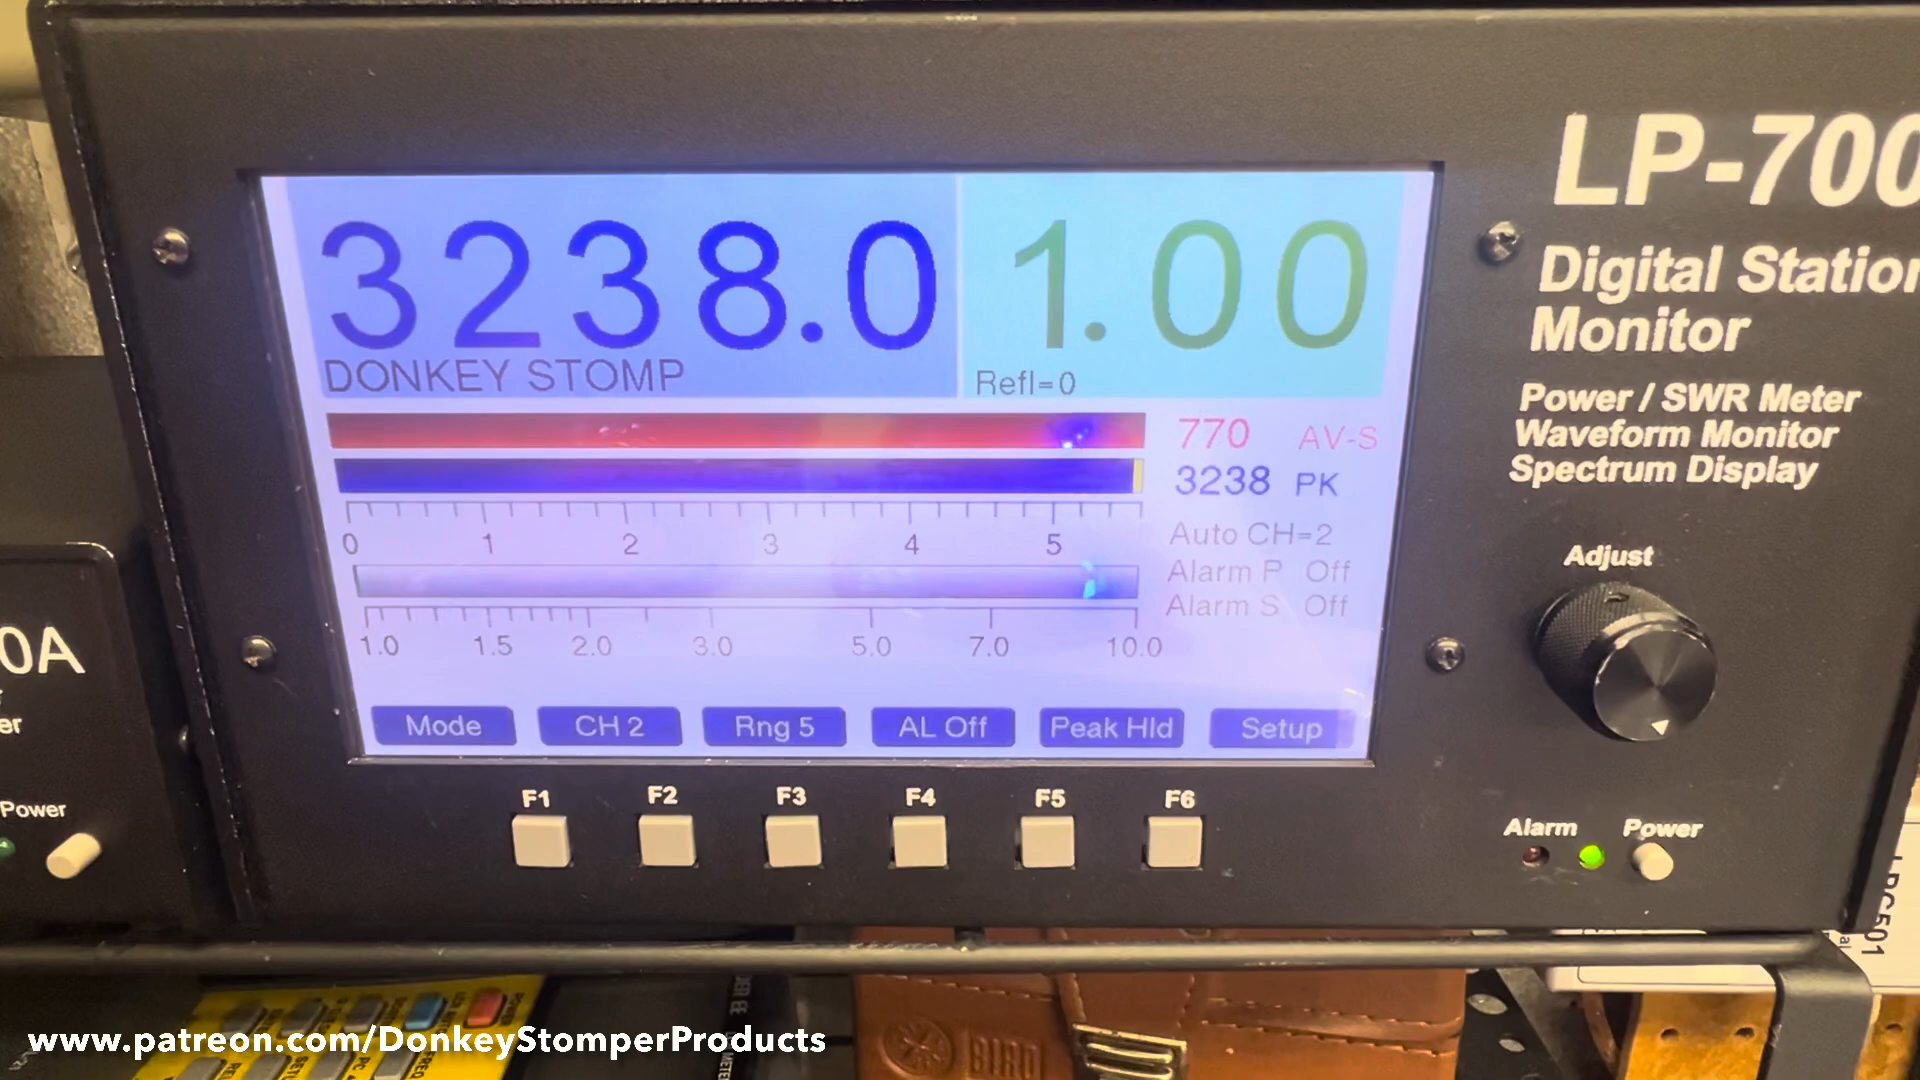 LP-700
Digital Station
Monitor
Power / SWR Meter
Waveform Monitor
Spectrum Display
3238.0
1.00
DONKEY STOMP
Refl=0
770 AV-S
3238 PK
0 1 2 3 4 5
Auto CH=2
Alarm P Off
Alarm S Off
1.0 1.5 2.0 3.0 5.0 7.0 10.0
Mode CH 2 Rng 5 AL Off Peak Hld Setup
F1 F2 F3 F4 F5 F6
Adjust
Alarm Power
0A
er
Power
BIRD
www.patreon.com/DonkeyStomperProducts